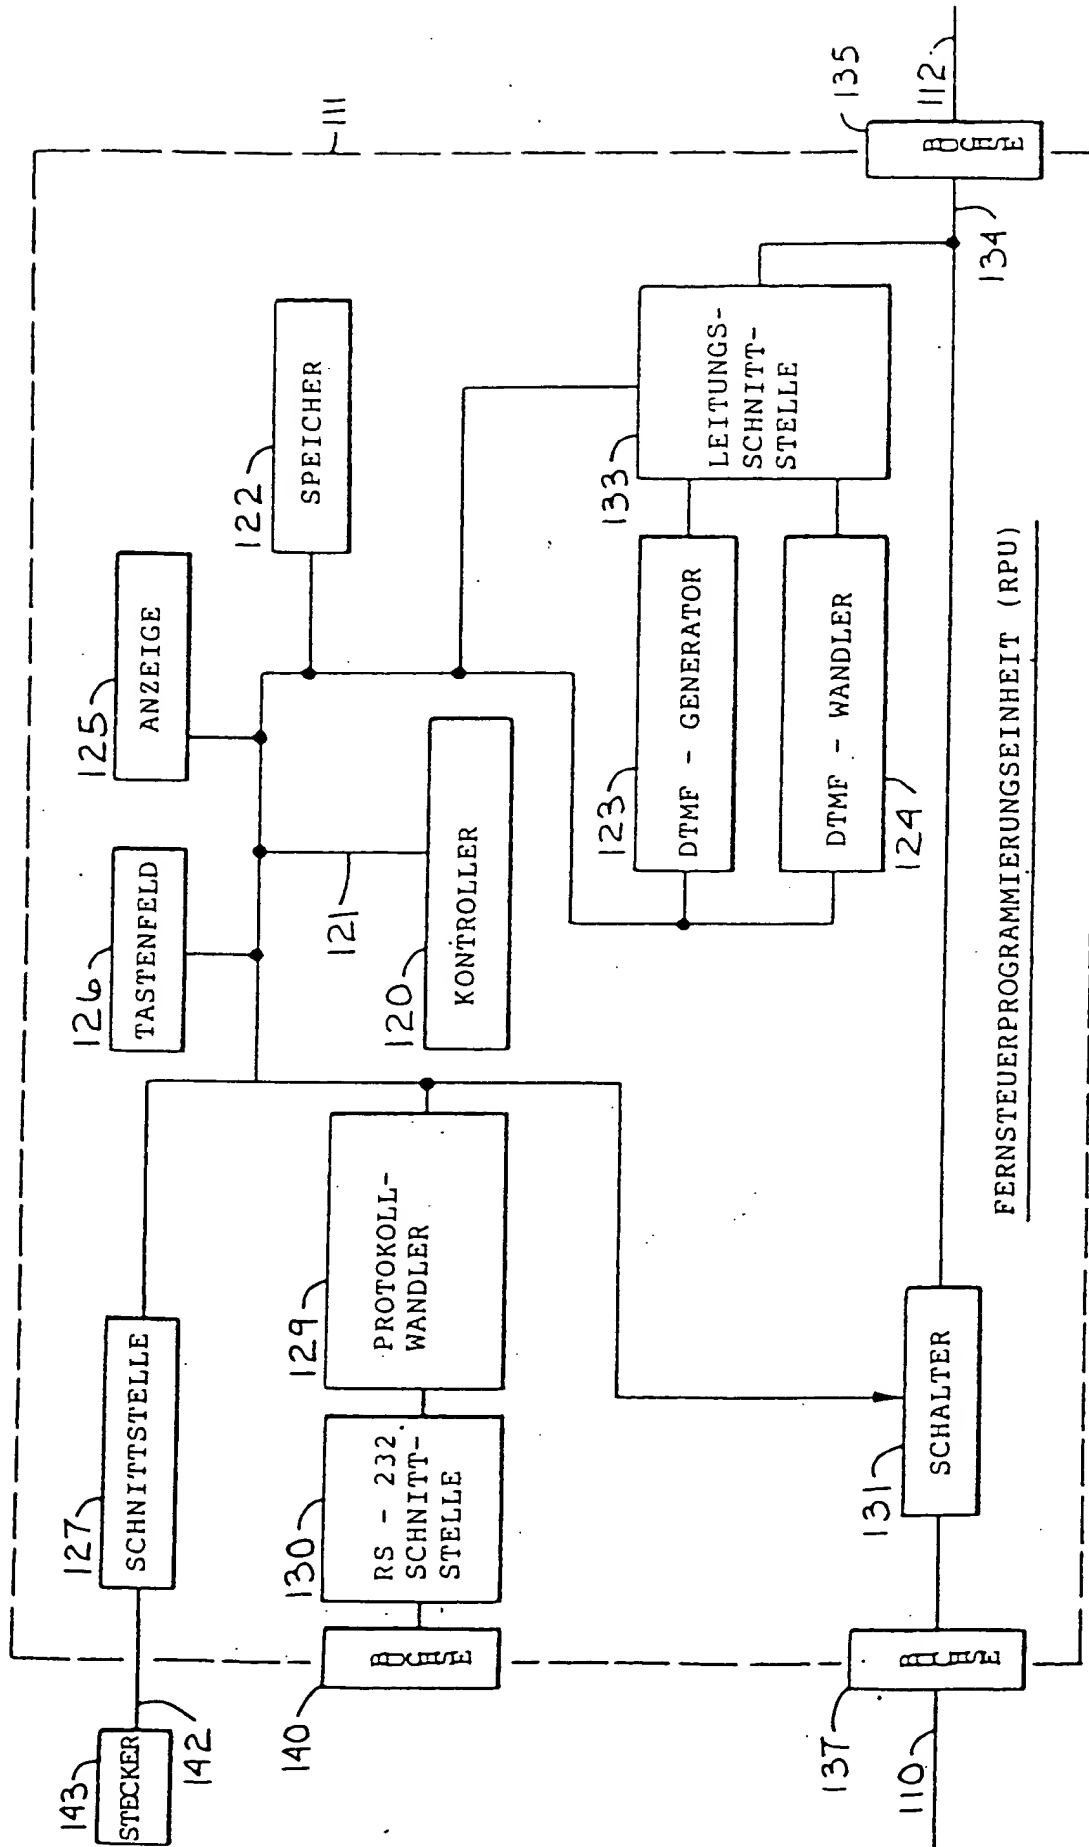 143
STECKER
142
127
SCHNITTSTELLE
126
TASTENFELD
125
ANZEIGE
111
122
SPEICHER
121
120
KONTROLLER
140
BUCHSE
130
RS - 232
SCHNITT-
STELLE
129
PROTOKOLL-
WANDLER
123
DTMF - GENERATOR
124
DTMF - WANDLER
133
LEITUNGS-
SCHNITT-
STELLE
110
137
BUCHSE
131
SCHALTER
134
135
BUCHSE
112
FERNSTEUERPROGRAMMIERUNGSEINHEIT (RPU)